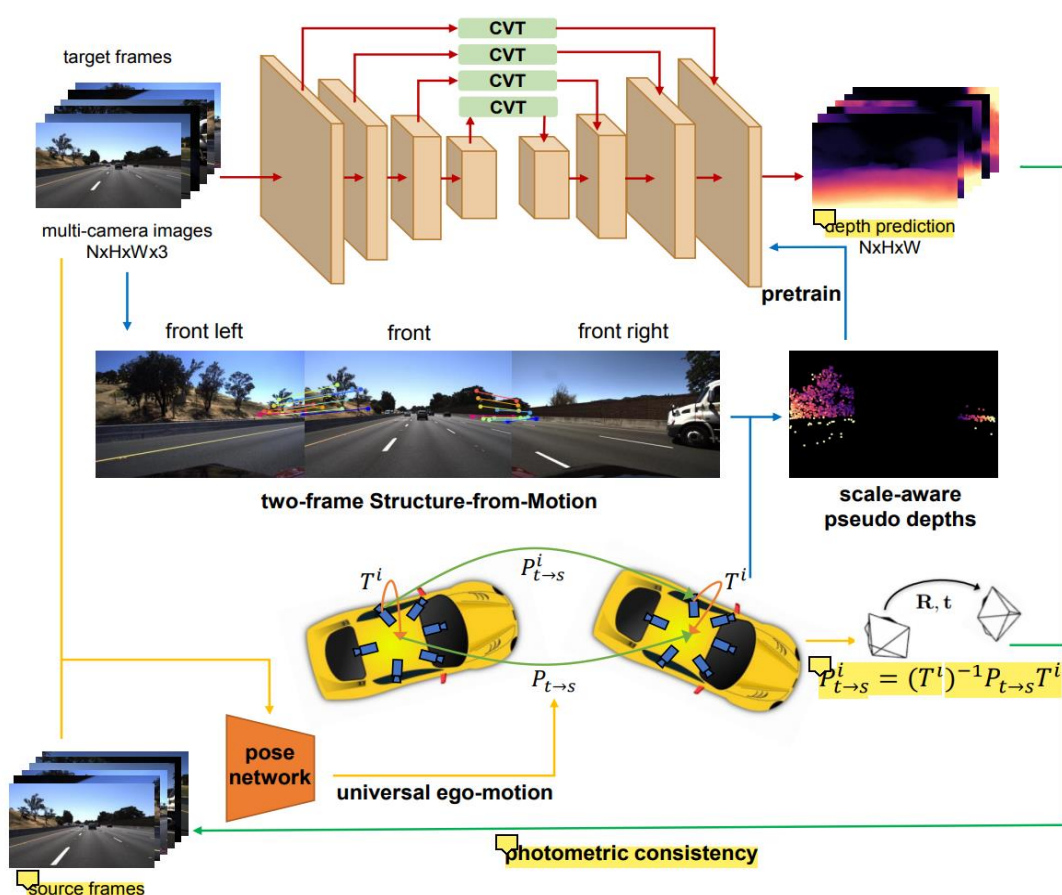 target frames
multi-camera images
NxHxWx3
CVT
CVT
CVT
CVT
depth prediction
NxHxW
pretrain
front left
front
front right
two-frame Structure-from-Motion
scale-aware
pseudo depths
T^i
P^i_{t→s}
T^i
P_{t→s}
R, t
P^i_{t→s} = (T^i)^{-1} P_{t→s} T^i
pose
network
universal ego-motion
photometric consistency
source frames